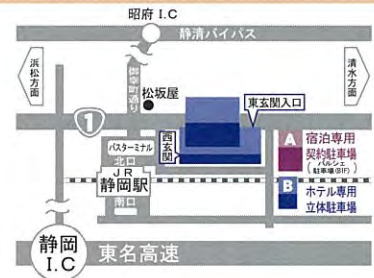 昭府 I.C
静清バイパス
浜松方面
清水方面
御幸町通り
松坂屋
東玄関入口
1
西玄関
バスターミナル
北口
JR
静岡駅
南口
A 宿泊専用
契約駐車場
(パルシェ駐車場(B1F))
B ホテル専用
立体駐車場
静岡
I.C
東名高速